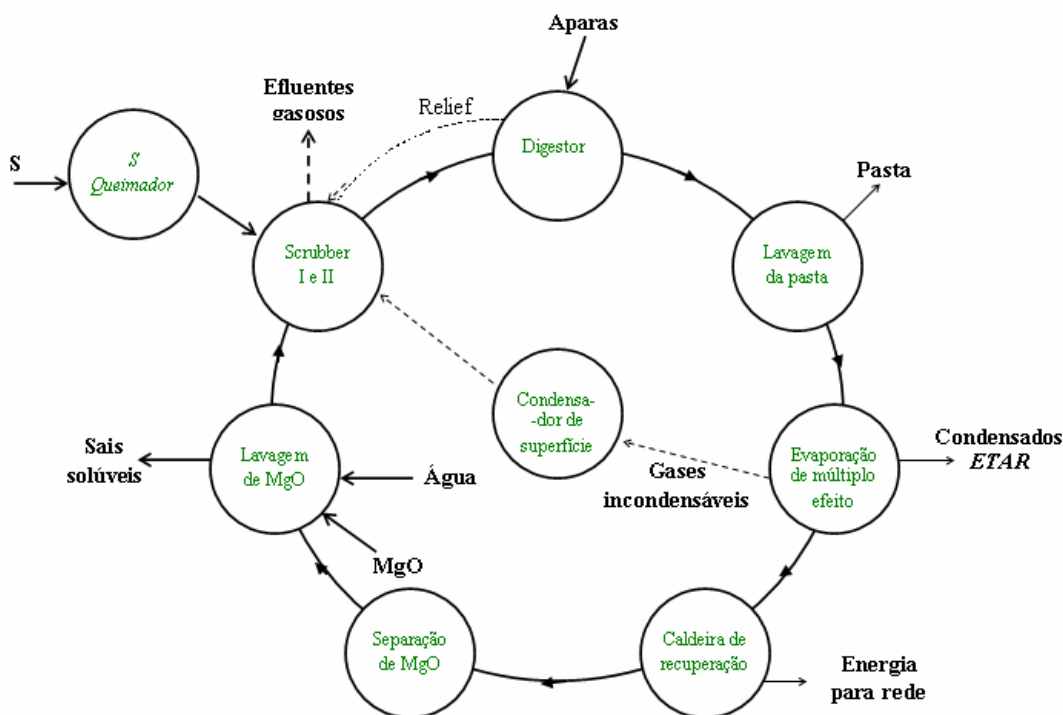 Aparas
Efluentes
gasosos
Relief
Digestor
S
S
Queimador
Pasta
Scrubber
I e II
Lavagem
da pasta
Condensa-
-dor de
superfície
Sais
solúveis
Lavagem
de MgO
Água
Gases
incondensáveis
Evaporação
de múltiplo
efeito
Condensados
ETAR
MgO
Separação
de MgO
Caldeira de
recuperação
Energia
para rede